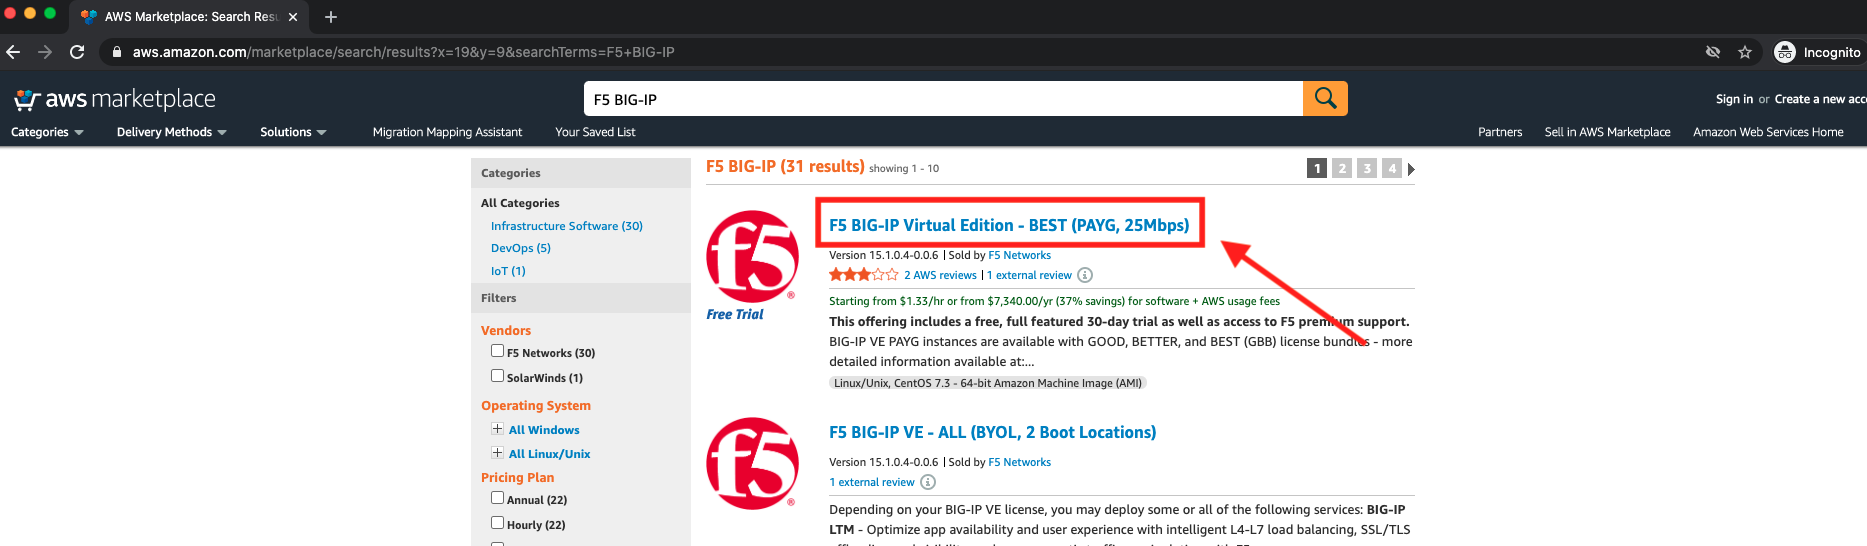 AWS Marketplace: Search Resu
aws.amazon.com/marketplace/search/results?x=19&y=9&searchTerms=F5+BIG-IP
Incognito
aws marketplace
F5 BIG-IP
Sign in or Create a new acc
Categories
Delivery Methods
Solutions
Migration Mapping Assistant
Your Saved List
Partners
Sell in AWS Marketplace
Amazon Web Services Home
Categories
All Categories
Infrastructure Software (30)
DevOps (5)
IoT (1)
Filters
Vendors
F5 Networks (30)
SolarWinds (1)
Operating System
All Windows
All Linux/Unix
Pricing Plan
Annual (22)
Hourly (22)
F5 BIG-IP (31 results) showing 1 - 10
1 2 3 4
f5
®
Free Trial
F5 BIG-IP Virtual Edition - BEST (PAYG, 25Mbps)
Version 15.1.0.4-0.0.6 | Sold by F5 Networks
2 AWS reviews | 1 external review
Starting from $1.33/hr or from $7,340.00/yr (37% savings) for software + AWS usage fees
This offering includes a free, full featured 30-day trial as well as access to F5 premium support.
BIG-IP VE PAYG instances are available with GOOD, BETTER, and BEST (GBB) license bundles - more
detailed information available at:...
Linux/Unix, CentOS 7.3 - 64-bit Amazon Machine Image (AMI)
f5
®
F5 BIG-IP VE - ALL (BYOL, 2 Boot Locations)
Version 15.1.0.4-0.0.6 | Sold by F5 Networks
1 external review
Depending on your BIG-IP VE license, you may deploy some or all of the following services: BIG-IP
LTM - Optimize app availability and user experience with intelligent L4-L7 load balancing, SSL/TLS